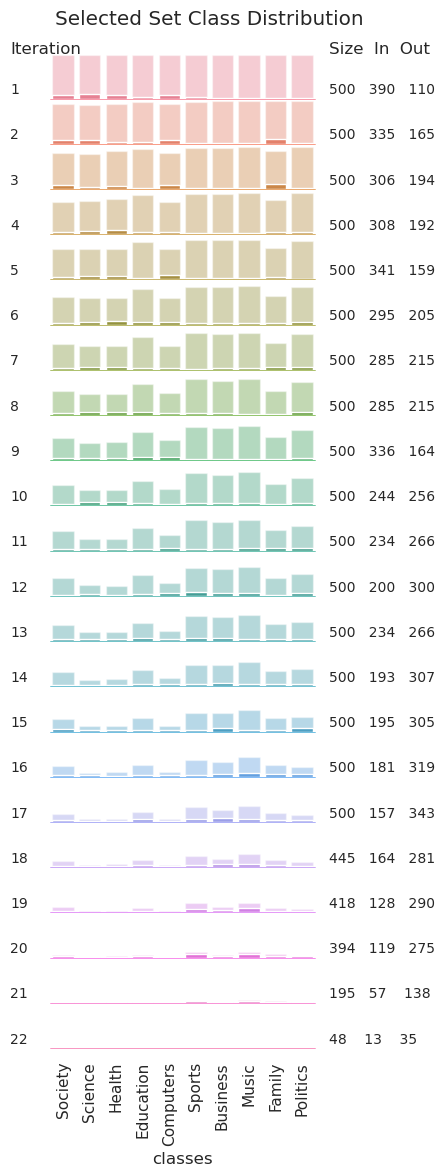 Selected Set Class Distribution
Iteration Size In Out
1 500 390 110
2 500 335 165
3 500 306 194
4 500 308 192
5 500 341 159
6 500 295 205
7 500 285 215
8 500 285 215
9 500 336 164
10 500 244 256
11 500 234 266
12 500 200 300
13 500 234 266
14 500 193 307
15 500 195 305
16 500 181 319
17 500 157 343
18 445 164 281
19 418 128 290
20 394 119 275
21 195 57 138
22 48 13 35
Society Science Health Education Computers Sports Business Music Family Politics
classes